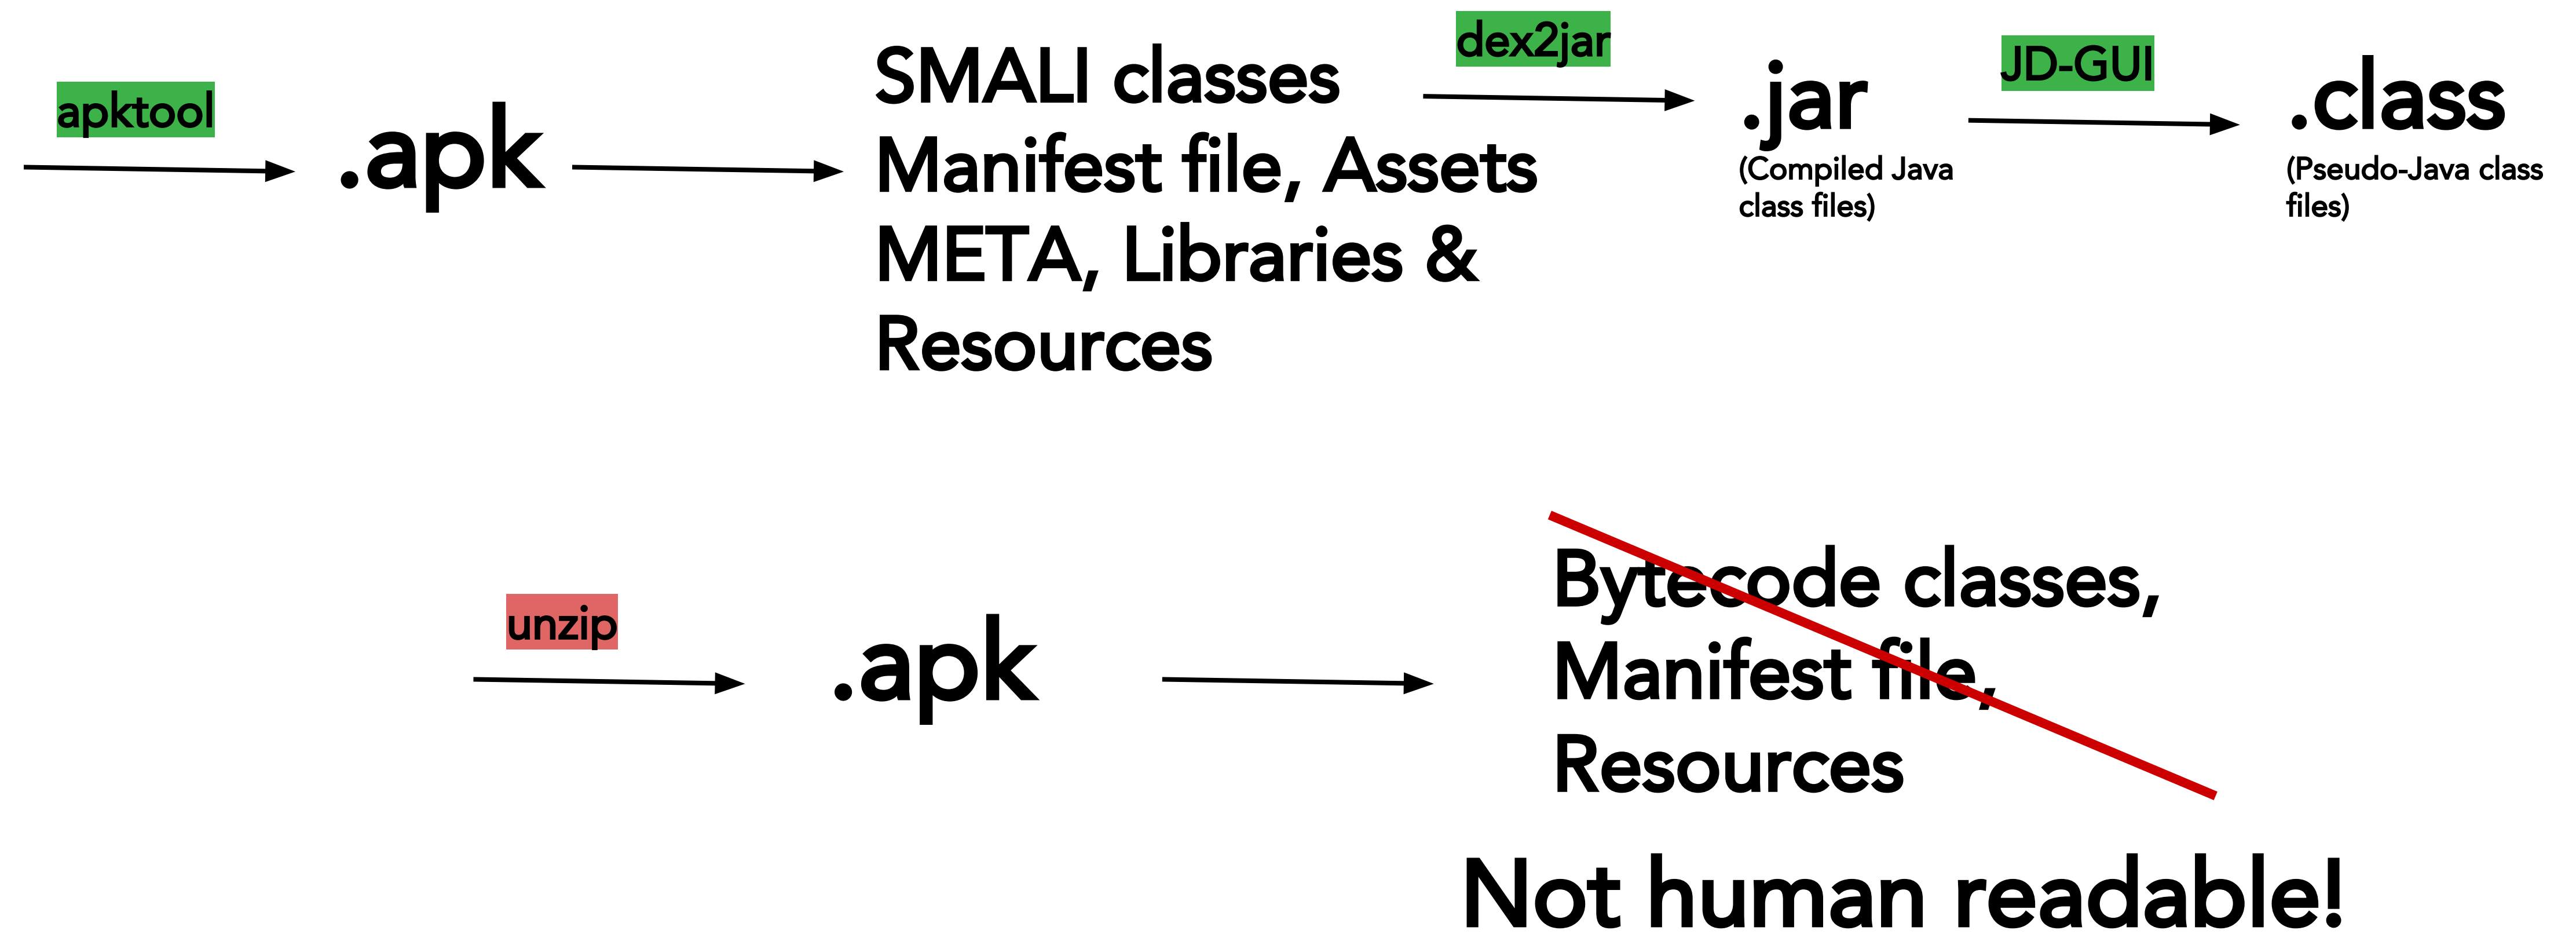 apktool
.apk
SMALI classes
Manifest file, Assets
META, Libraries &
Resources
dex2jar
.jar
(Compiled Java
class files)
JD-GUI
.class
(Pseudo-Java class
files)
unzip
.apk
Bytecode classes,
Manifest file,
Resources
Not human readable!